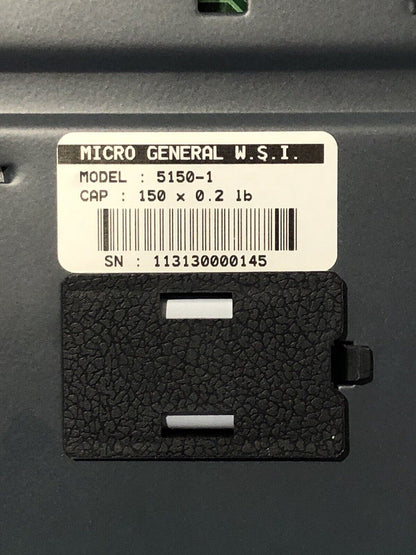 MICRO GENERAL W.S.I.
MODEL : 5150-1
CAP : 150 x 0.2 lb
SN : 113130000145